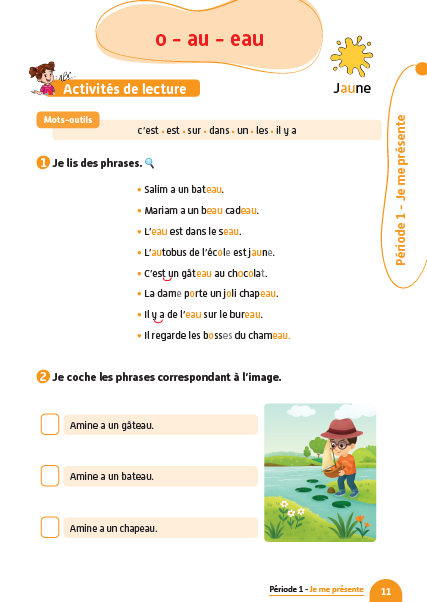 o - au - eau
Activités de lecture
Jaune
Mots-outils
c'est • est • sur • dans • un • les • il y a
1 Je lis des phrases.
• Salim a un bateau.
• Mariam a un beau cadeau.
• L'eau est dans le seau.
• L'autobus de l'école est jaune.
• C'est un gâteau au chocolat.
• La dame porte un joli chapeau.
• Il y a de l'eau sur le bureau.
• Il regarde les bosses du chameau.
2 Je coche les phrases correspondant à l'image.
Amine a un gâteau.
Amine a un bateau.
Amine a un chapeau.
Période 1 - Je me présente
Période 1 - Je me présente 11